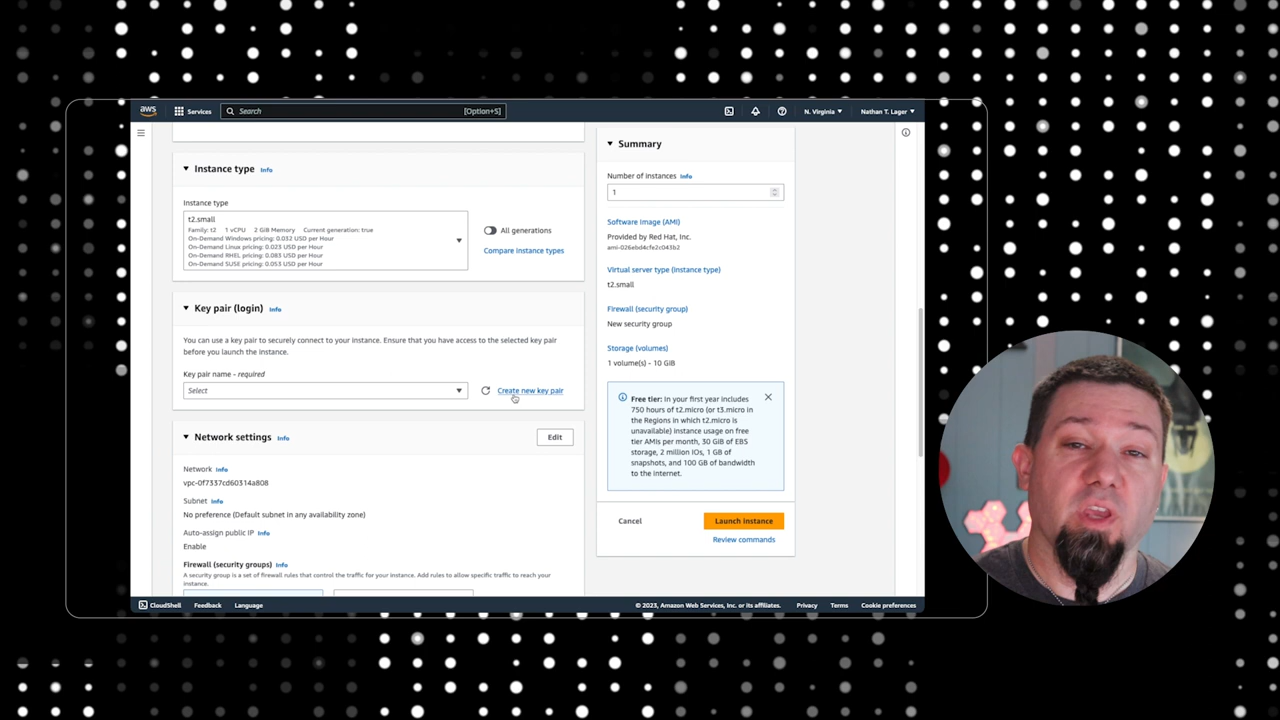 aws
Services
Search
[Option+S]
N. Virginia
Nathan T. Lager
Instance type Info
Instance type
t2.small
Family: t2 1 vCPU 2 GiB Memory Current generation: true
On-Demand Windows pricing: 0.032 USD per Hour
On-Demand Linux pricing: 0.023 USD per Hour
On-Demand RHEL pricing: 0.083 USD per Hour
On-Demand SUSE pricing: 0.053 USD per Hour
All generations
Compare instance types
Key pair (login) Info
You can use a key pair to securely connect to your instance. Ensure that you have access to the selected key pair
before you launch the instance.
Key pair name - required
Select
Create new key pair
Network settings Info
Edit
Network Info
vpc-0f7337cd60314a808
Subnet Info
No preference (Default subnet in any availability zone)
Auto-assign public IP Info
Enable
Firewall (security groups) Info
A security group is a set of firewall rules that control the traffic for your instance. Add rules to allow specific traffic to reach your
instance.
Summary
Number of instances Info
1
Software Image (AMI)
Provided by Red Hat, Inc.
ami-026ebd4cfe2c043b2
Virtual server type (instance type)
t2.small
Firewall (security group)
New security group
Storage (volumes)
1 volume(s) - 10 GiB
Free tier: In your first year includes
750 hours of t2.micro (or t3.micro in
the Regions in which t2.micro is
unavailable) instance usage on free
tier AMIs per month, 30 GiB of EBS
storage, 2 million IOs, 1 GB of
snapshots, and 100 GB of bandwidth
to the internet.
Cancel
Launch instance
Review commands
CloudShell
Feedback
Language
© 2023, Amazon Web Services, Inc. or its affiliates.
Privacy
Terms
Cookie preferences